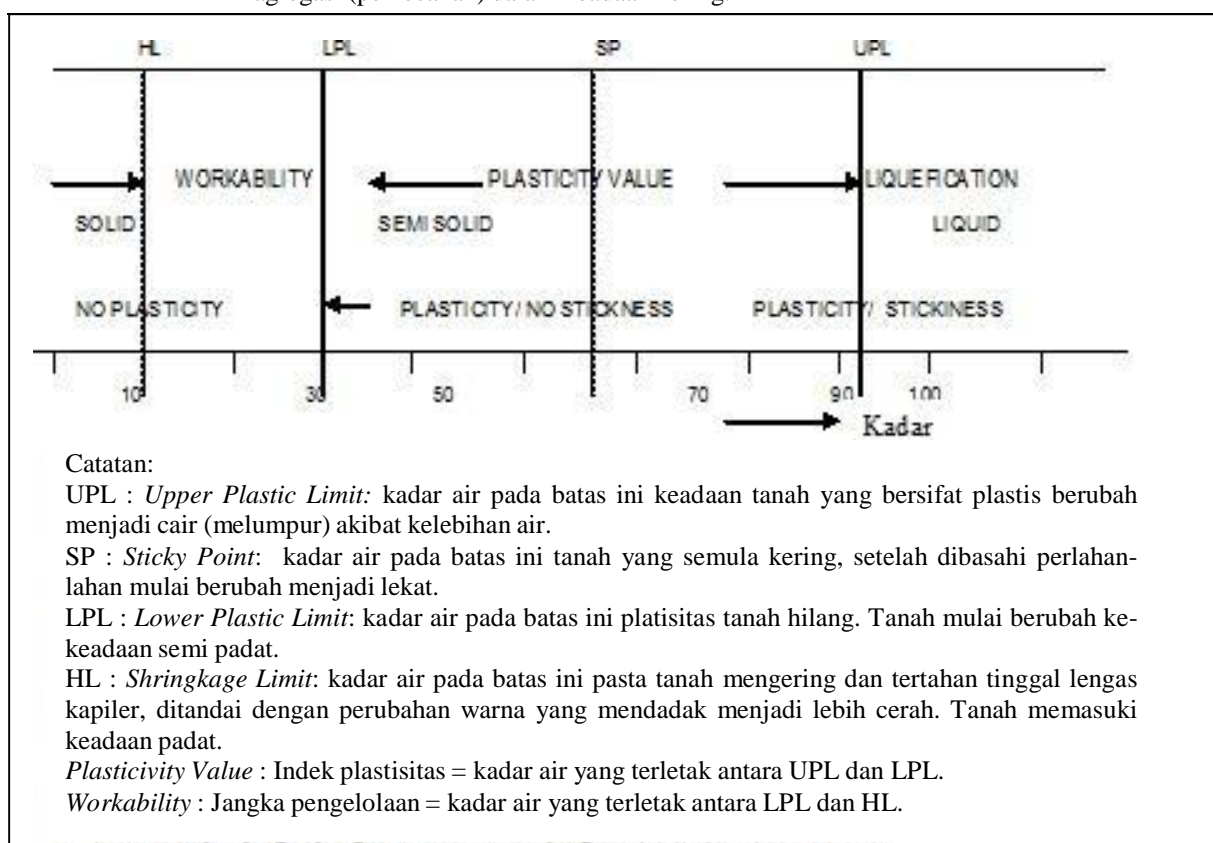 HL LPL SP UPL
WORKABILITY PLASTICITY VALUE LIQUEFICATION
SOLID SEMI SOLID LIQUID
NO PLASTICITY PLASTICITY/ NO STICKNESS PLASTICITY/ STICKINESS
10 30 50 70 90 100
Kadar
Catatan:
UPL : Upper Plastic Limit: kadar air pada batas ini keadaan tanah yang bersifat plastis berubah
menjadi cair (melumpur) akibat kelebihan air.
SP : Sticky Point: kadar air pada batas ini tanah yang semula kering, setelah dibasahi perlahan-
lahan mulai berubah menjadi lekat.
LPL : Lower Plastic Limit: kadar air pada batas ini platisitas tanah hilang. Tanah mulai berubah ke-
keadaan semi padat.
HL : Shringkage Limit: kadar air pada batas ini pasta tanah mengering dan tertahan tinggal lengas
kapiler, ditandai dengan perubahan warna yang mendadak menjadi lebih cerah. Tanah memasuki
keadaan padat.
Plasticivity Value : Indek plastisitas = kadar air yang terletak antara UPL dan LPL.
Workability : Jangka pengelolaan = kadar air yang terletak antara LPL dan HL.